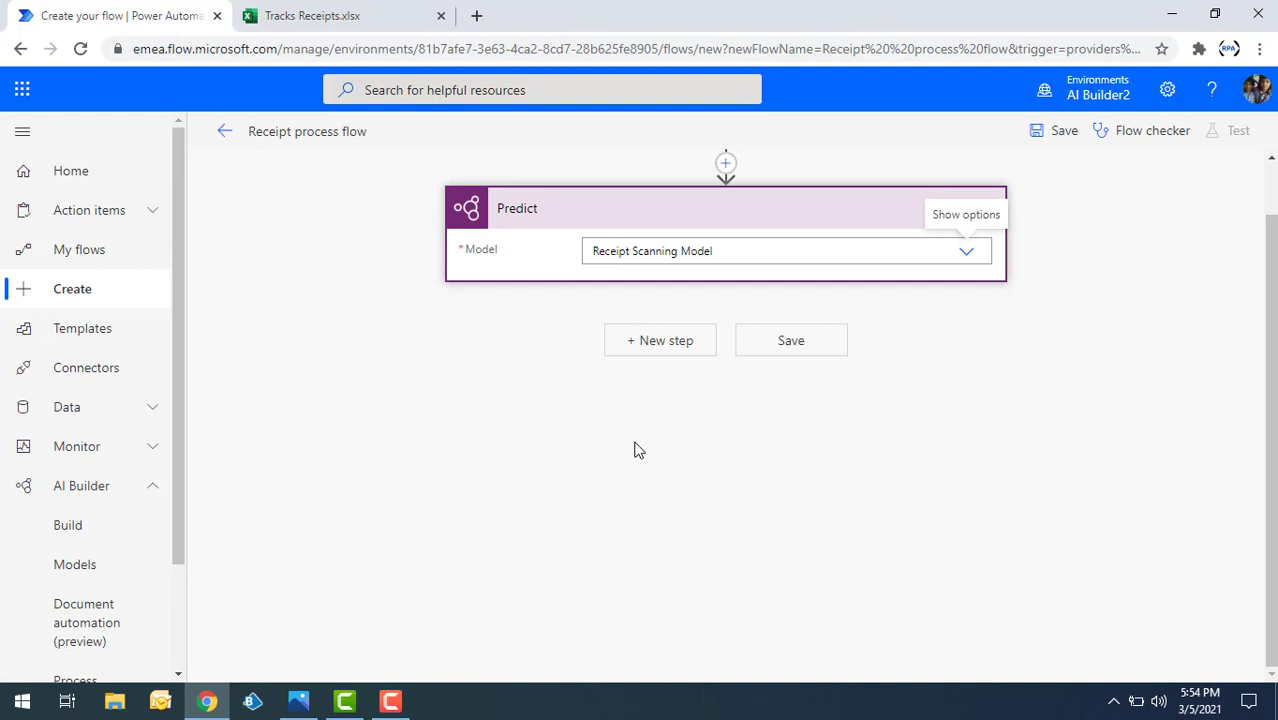 Create your flow | Power Automa
Tracks Receipts.xlsx
emea.flow.microsoft.com/manage/environments/81b7afe7-3e63-4ca2-8cd7-28b625fe8905/flows/new?newFlowName=Receipt%20%20process%20flow&trigger=providers%...
RPA
Search for helpful resources
Environments
AI Builder2
Receipt process flow
Save
Flow checker
Test
Home
Action items
My flows
Create
Templates
Connectors
Data
Monitor
AI Builder
Build
Models
Document
automation
(preview)
Process
Predict
Show options
* Model
Receipt Scanning Model
+ New step
Save
5:54 PM
3/5/2021